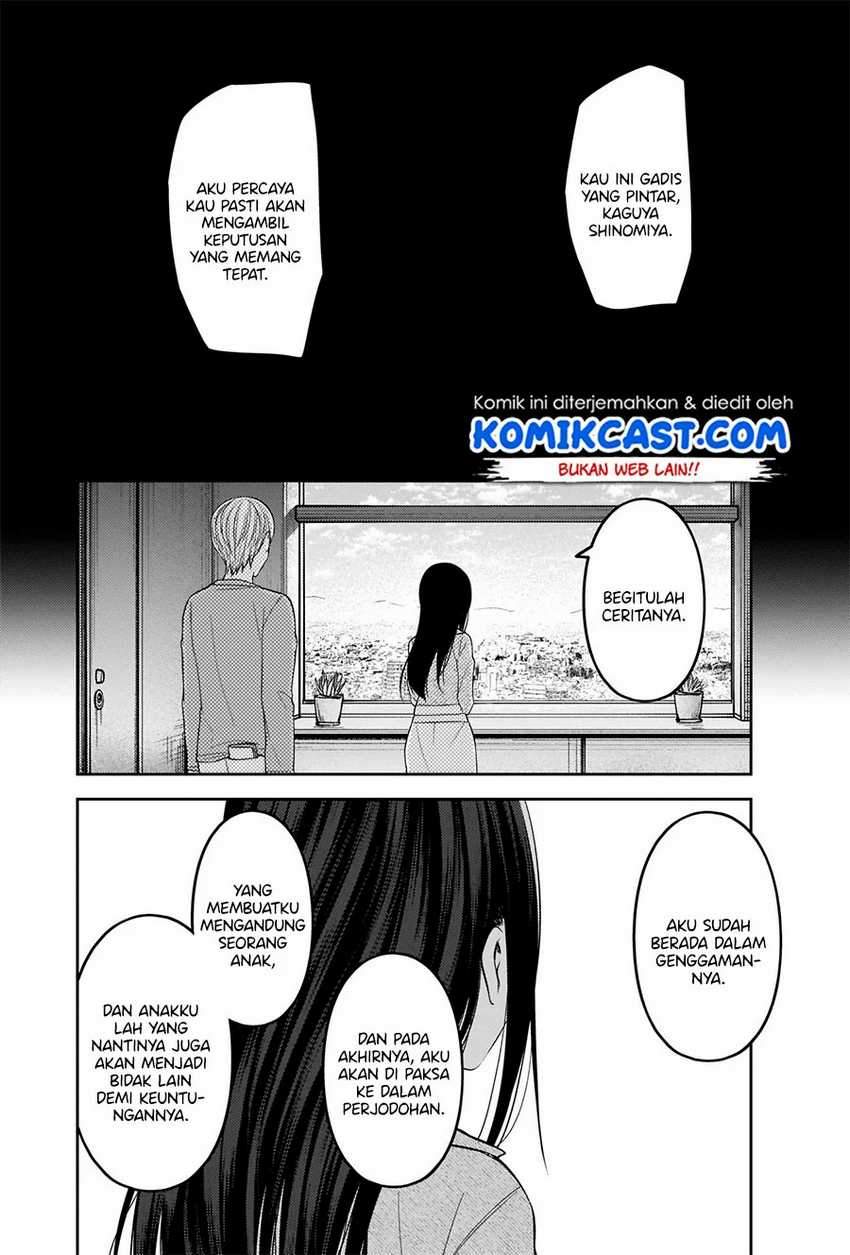 KAU INI GADIS
YANG PINTAR,
KAGUYA
SHINOMIYA.
AKU PERCAYA
KAU PASTI AKAN
MENGAMBIL
KEPUTUSAN
YANG MEMANG
TEPAT.
Komik ini diterjemahkan & diedit oleh
KOMIKCAST.COM
BUKAN WEB LAIN!!
BEGITULAH
CERITANYA.
AKU SUDAH
BERADA DALAM
GENGGAMAN-
NYA.
DAN PADA
AKHIRNYA, AKU
AKAN DI PAKSA
KE DALAM
PERJODOHAN.
YANG
MEMBUATKU
MENGANDUNG
SEORANG
ANAK,
DAN ANAKKU
LAH YANG
NANTINYA JUGA
AKAN MENJADI
BIDAK LAIN
DEMI KEUNTU-
NGANNYA.